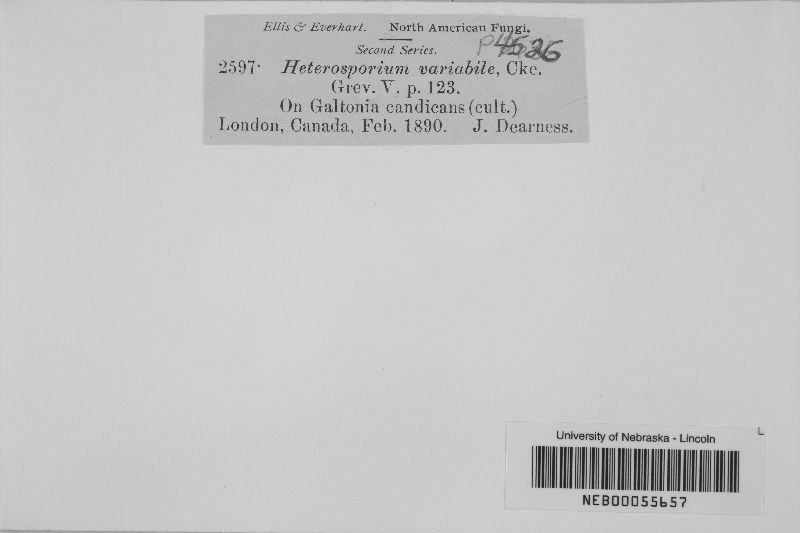 Ellis & Everhart. North American Fungi.
Second Series. P4526
2597· Heterosporium variabile, Cke.
Grev. V. p. 123.
On Galtonia candicans (cult.)
London, Canada, Feb. 1890. J. Dearness.
L
University of Nebraska - Lincoln
NEB00055657